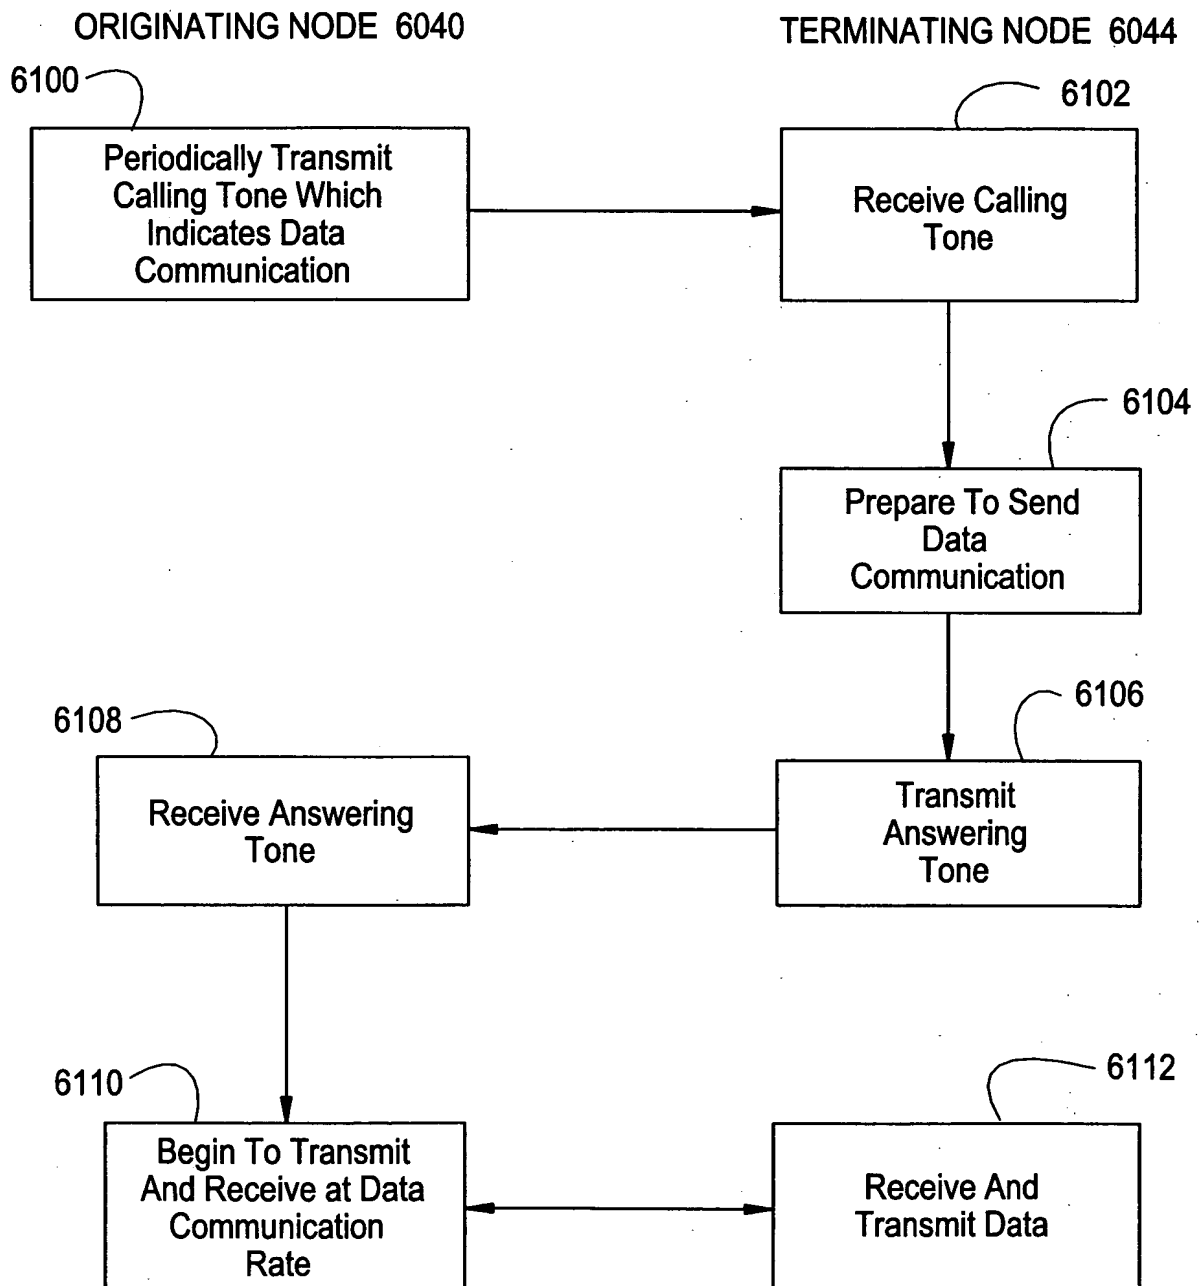 ORIGINATING NODE 6040
TERMINATING NODE 6044
6100
6102
Periodically Transmit
Calling Tone Which
Indicates Data
Communication
Receive Calling
Tone
6104
Prepare To Send
Data
Communication
6106
6108
Transmit
Answering
Tone
Receive Answering
Tone
6110
6112
Begin To Transmit
And Receive at Data
Communication
Rate
Receive And
Transmit Data